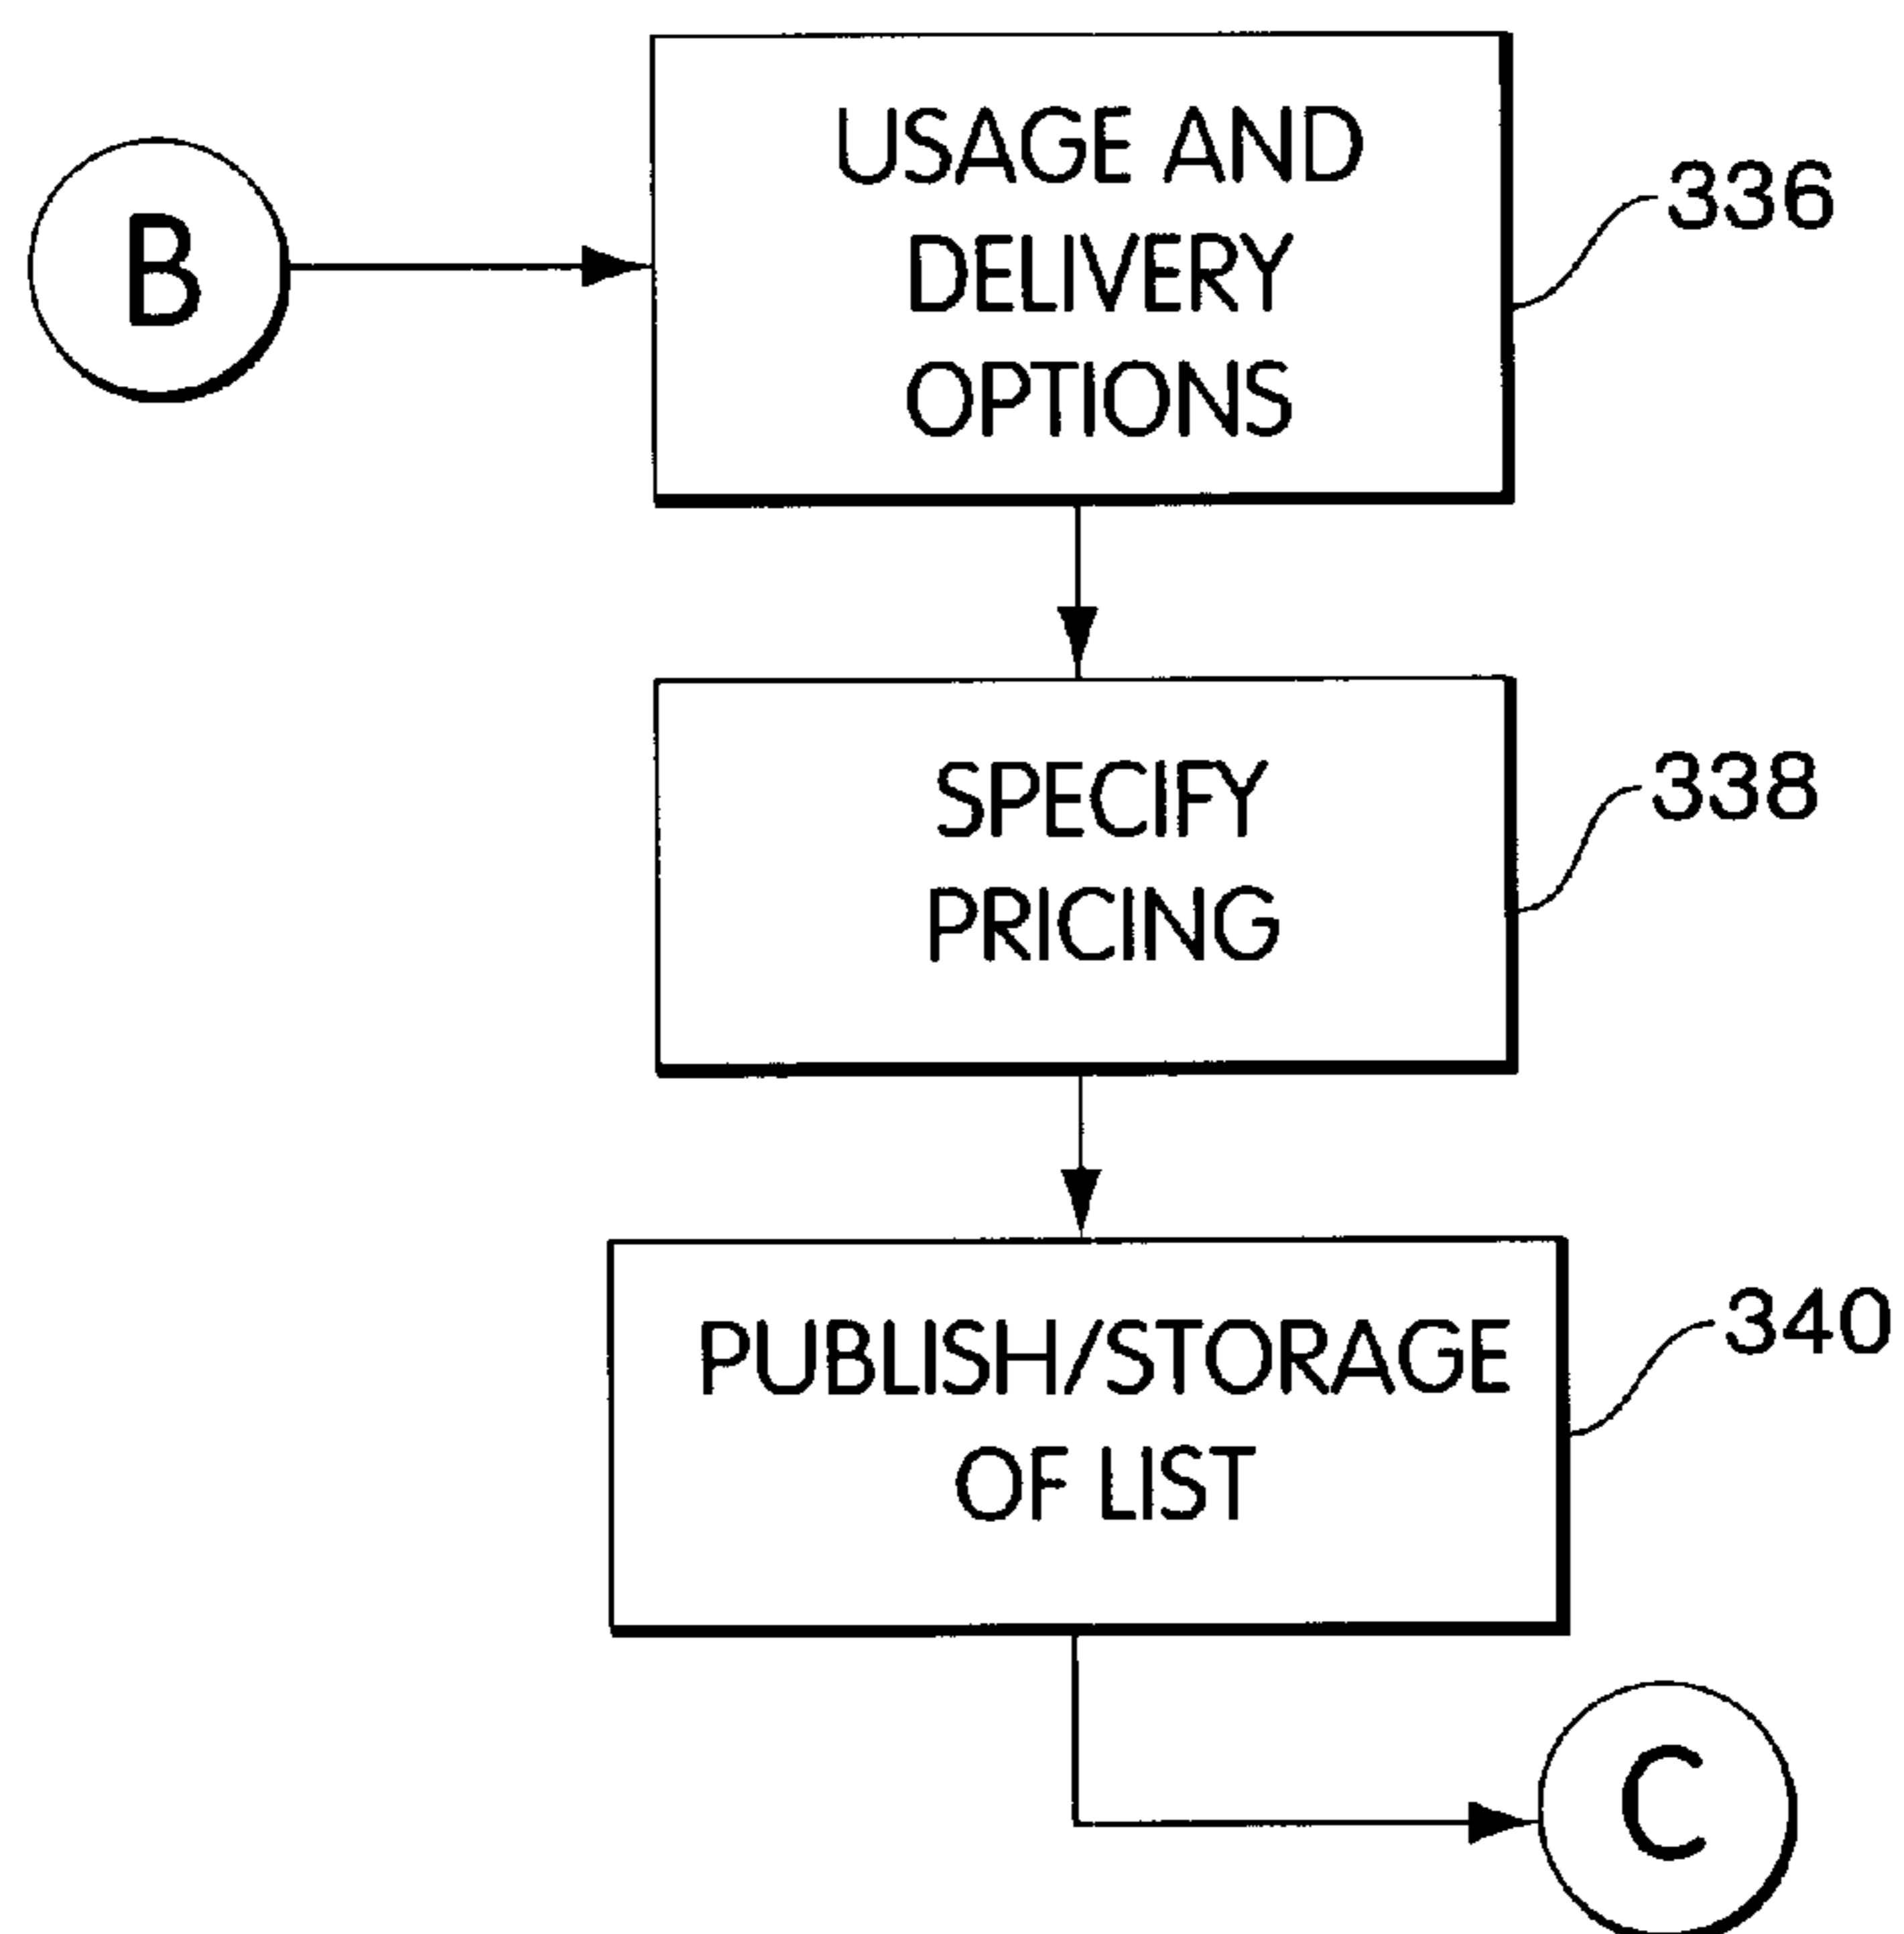 B
USAGE AND
DELIVERY
OPTIONS
336
SPECIFY
PRICING
338
PUBLISH/STORAGE
OF LIST
340
C